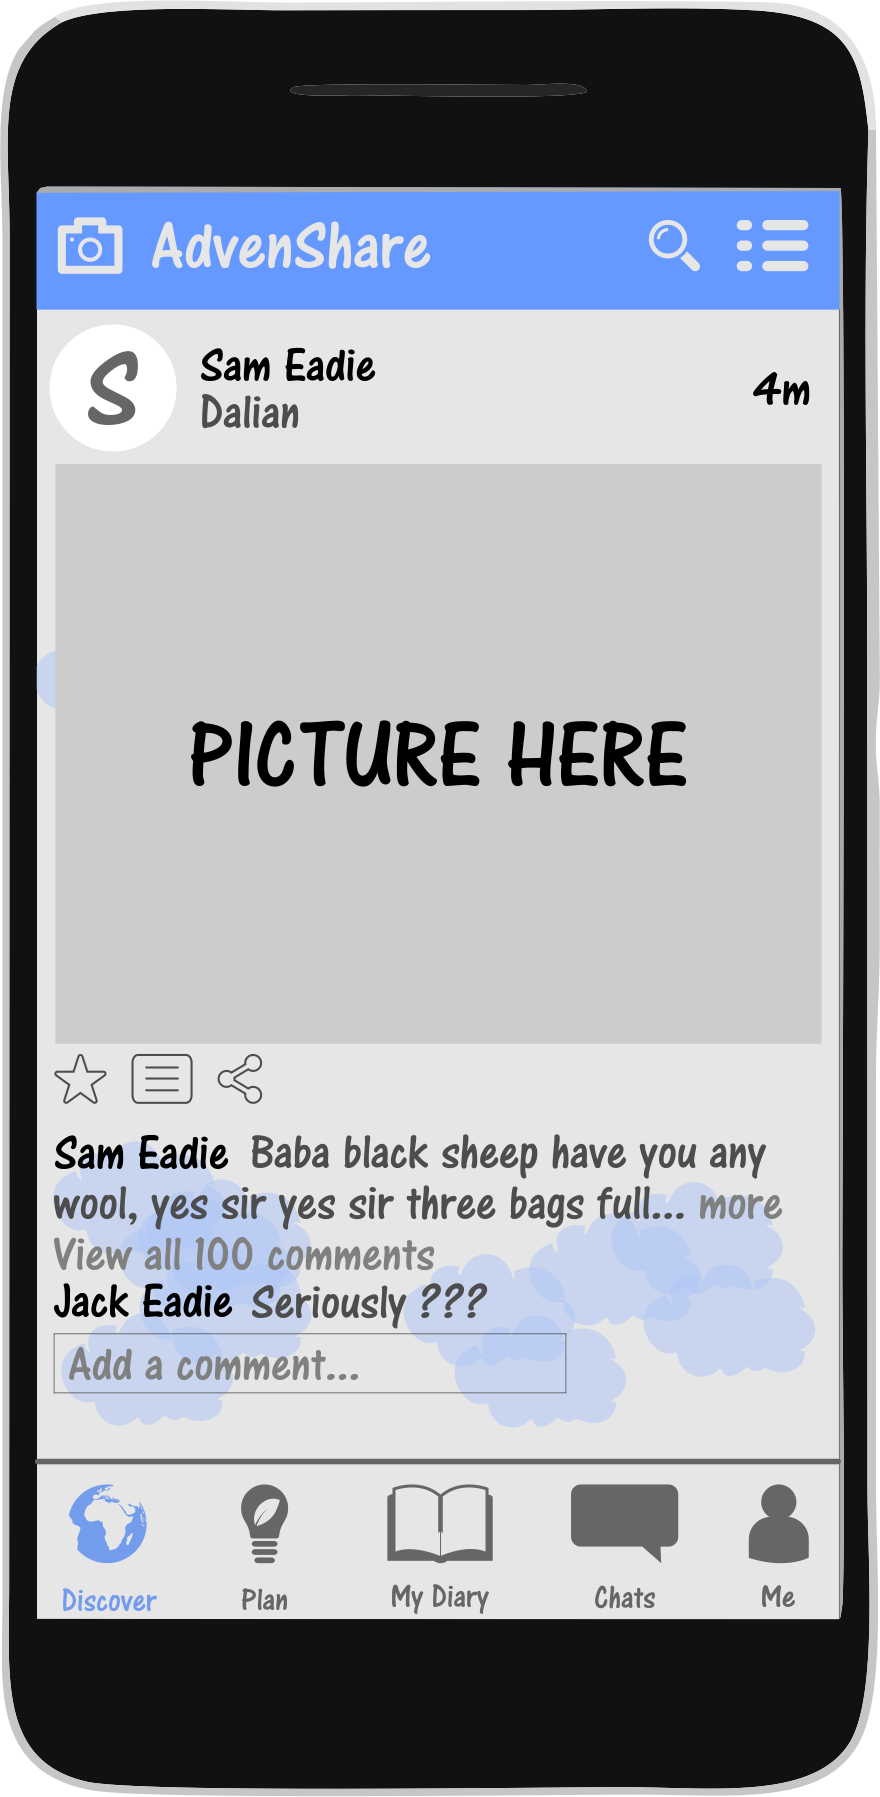 AdvenShare
S
Sam Eadie
Dalian
4m
PICTURE HERE
Sam Eadie Baba black sheep have you any
wool, yes sir yes sir three bags full... more
View all 100 comments
Jack Eadie Seriously ???
Add a comment...
Discover Plan My Diary Chats Me